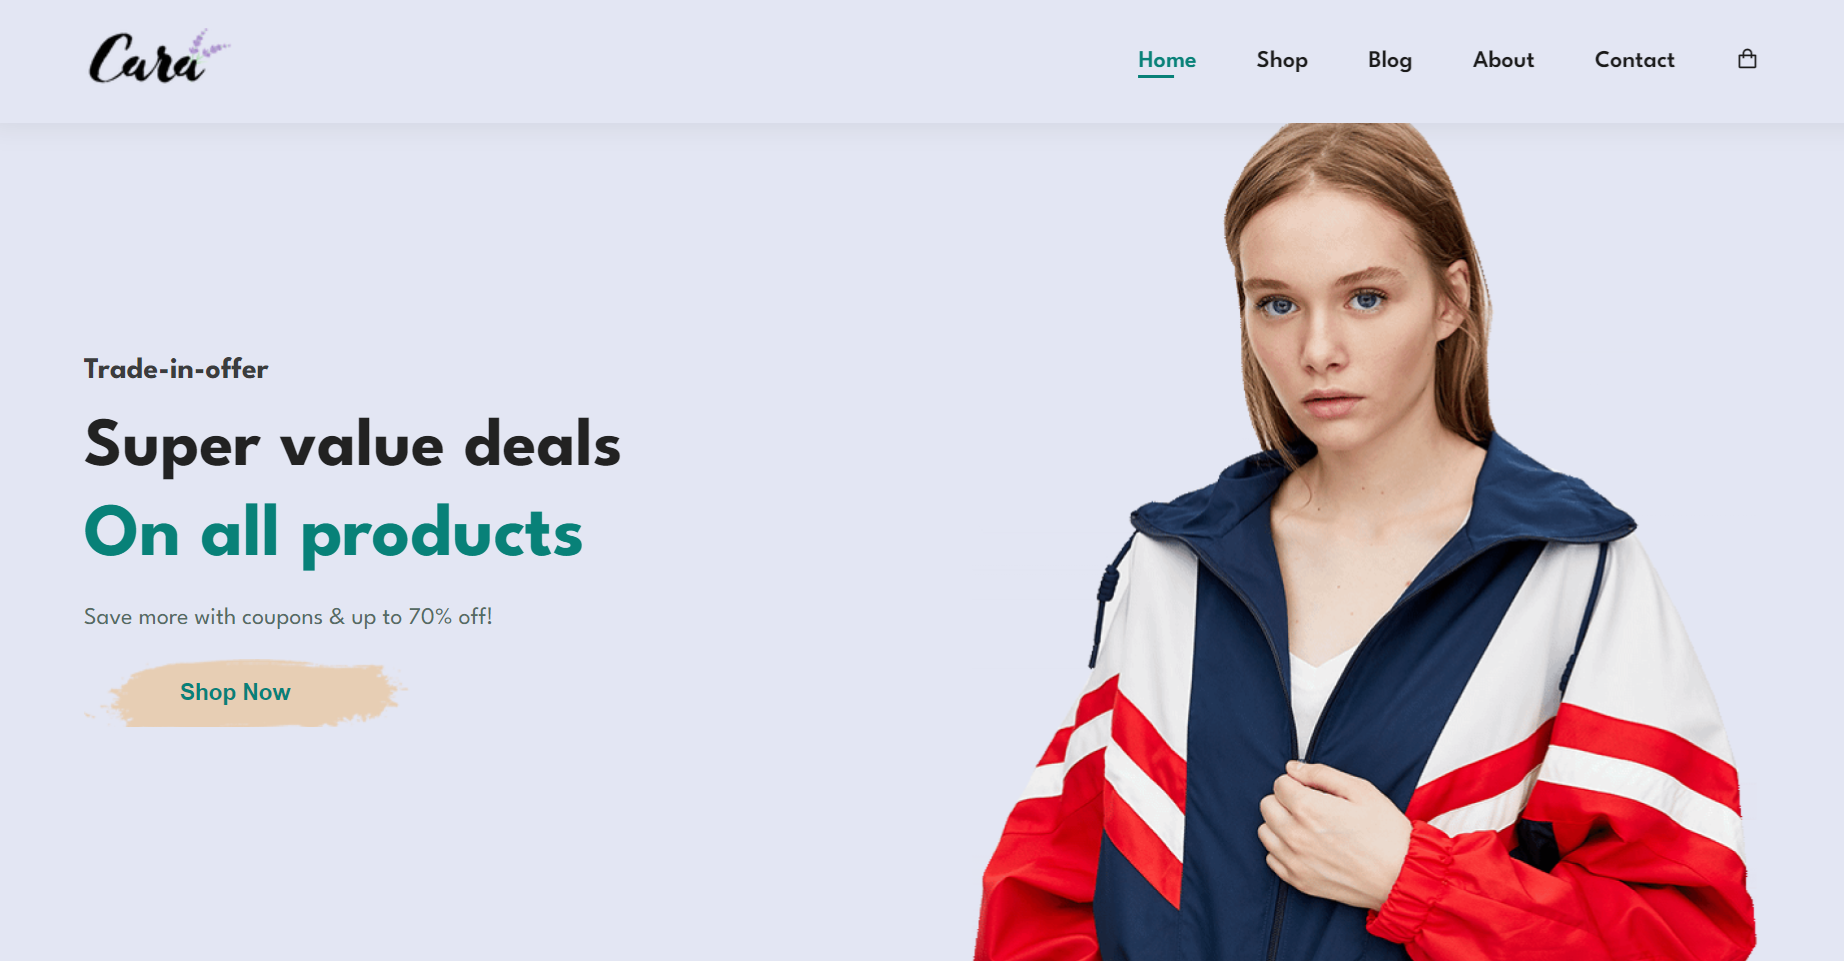 Cara
Home Shop Blog About Contact
Trade-in-offer
Super value deals
On all products
Save more with coupons & up to 70% off!
Shop Now